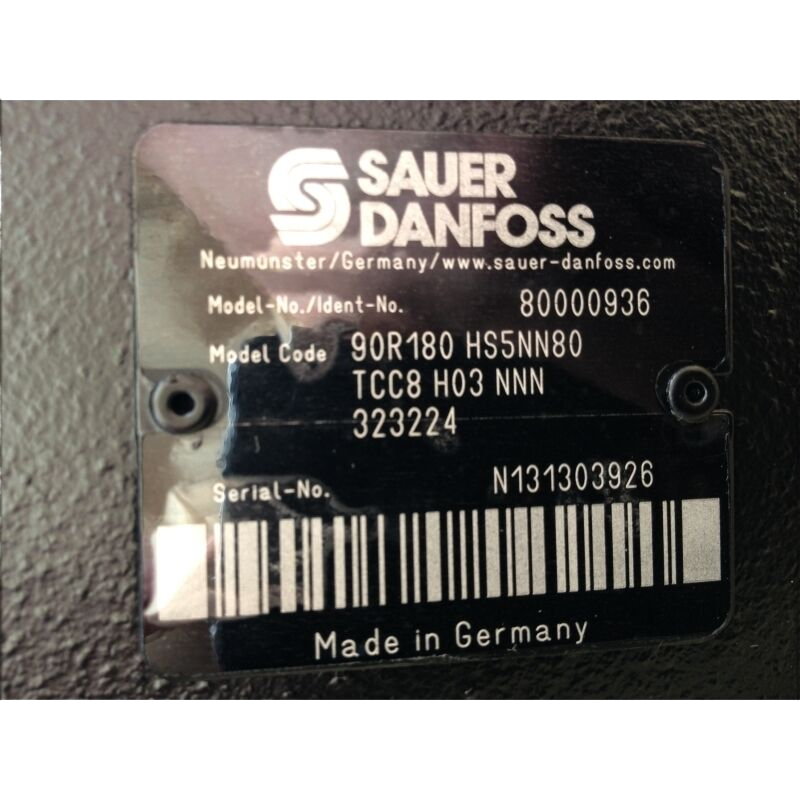 SAUER
DANFOSS
Neumünster/Germany/www.sauer-danfoss.com
Model-No./Ident-No. 80000936
Model Code 90R180 HS5NN80
TCC8 H03 NNN
323224
Serial-No. N131303926
Made in Germany